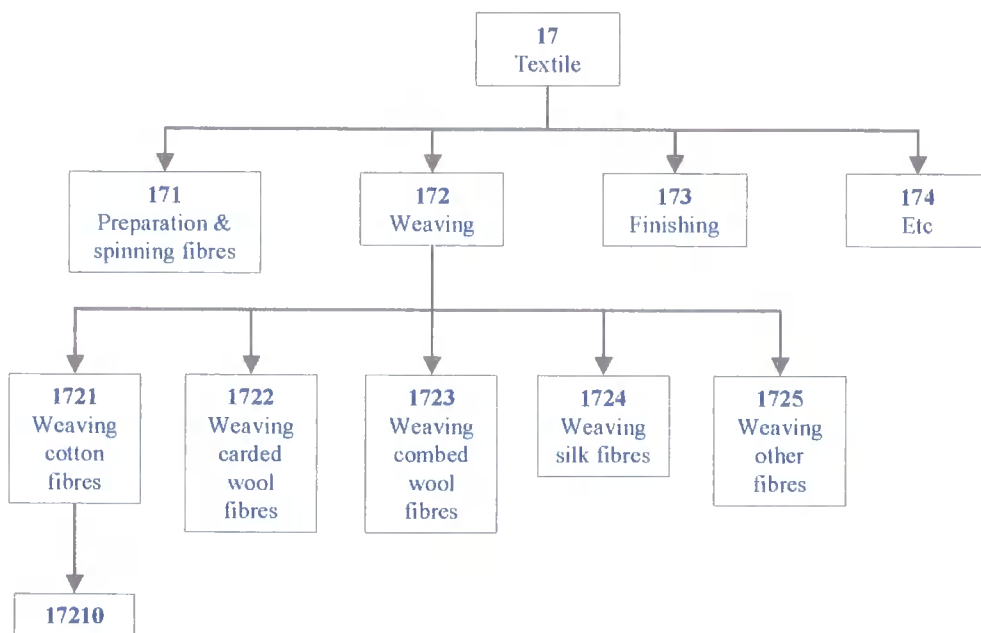 17
Textile
171
Preparation &
spinning fibres
172
Weaving
173
Finishing
174
Etc
1721
Weaving
cotton
fibres
1722
Weaving
carded
wool
fibres
1723
Weaving
combed
wool
fibres
1724
Weaving
silk fibres
1725
Weaving
other
fibres
17210